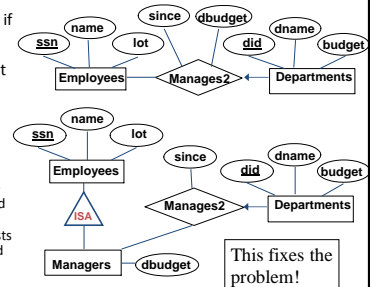 if
t
d
sts
d
since
dbudget
name
ssn
lot
did
dname
budget
Employees
Manages2
Departments
name
ssn
lot
since
did
dname
budget
Employees
Manages2
Departments
ISA
Managers
dbudget
This fixes the
problem!